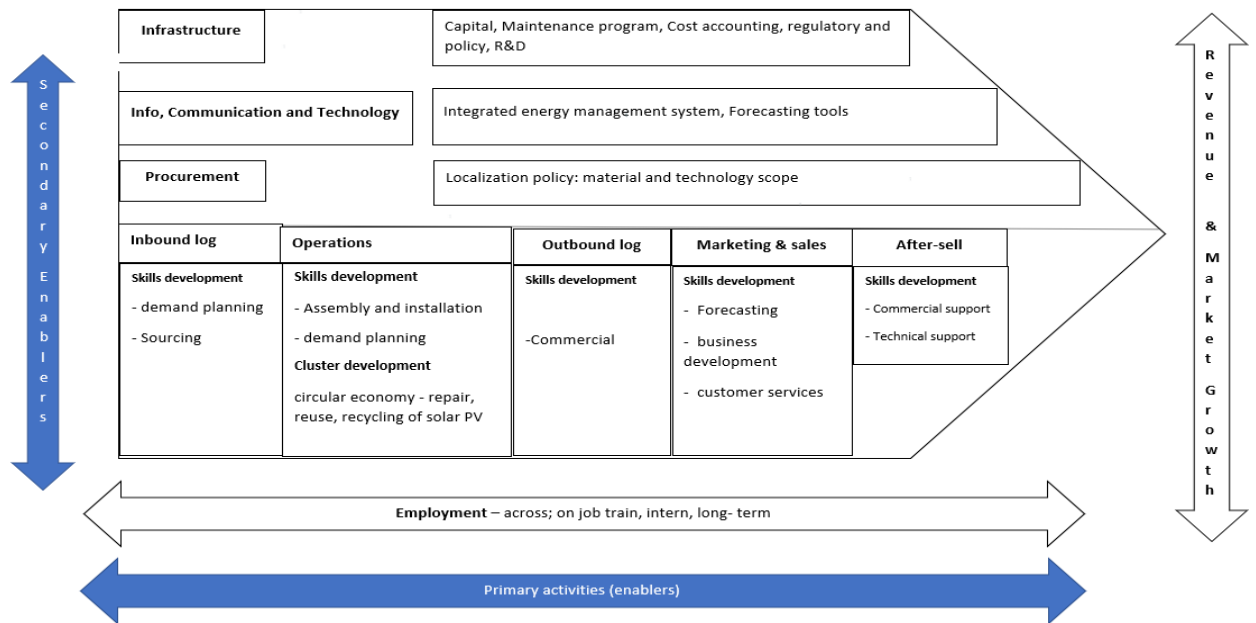 Infrastructure
Capital, Maintenance program, Cost accounting, regulatory and
policy, R&D
Info, Communication and Technology
Integrated energy management system, Forecasting tools
Procurement
Localization policy: material and technology scope
Inbound log
Operations
Outbound log
Marketing & sales
After-sell
Skills development
- demand planning
- Sourcing
Skills development
- Assembly and installation
- demand planning
Cluster development
circular economy - repair,
reuse, recycling of solar PV
Skills development
-Commercial
Skills development
- Forecasting
- business
development
- customer services
Skills development
- Commercial support
- Technical support
Secondary Enablers
Revenue & Market Growth
Employment – across; on job train, intern, long- term
Primary activities (enablers)